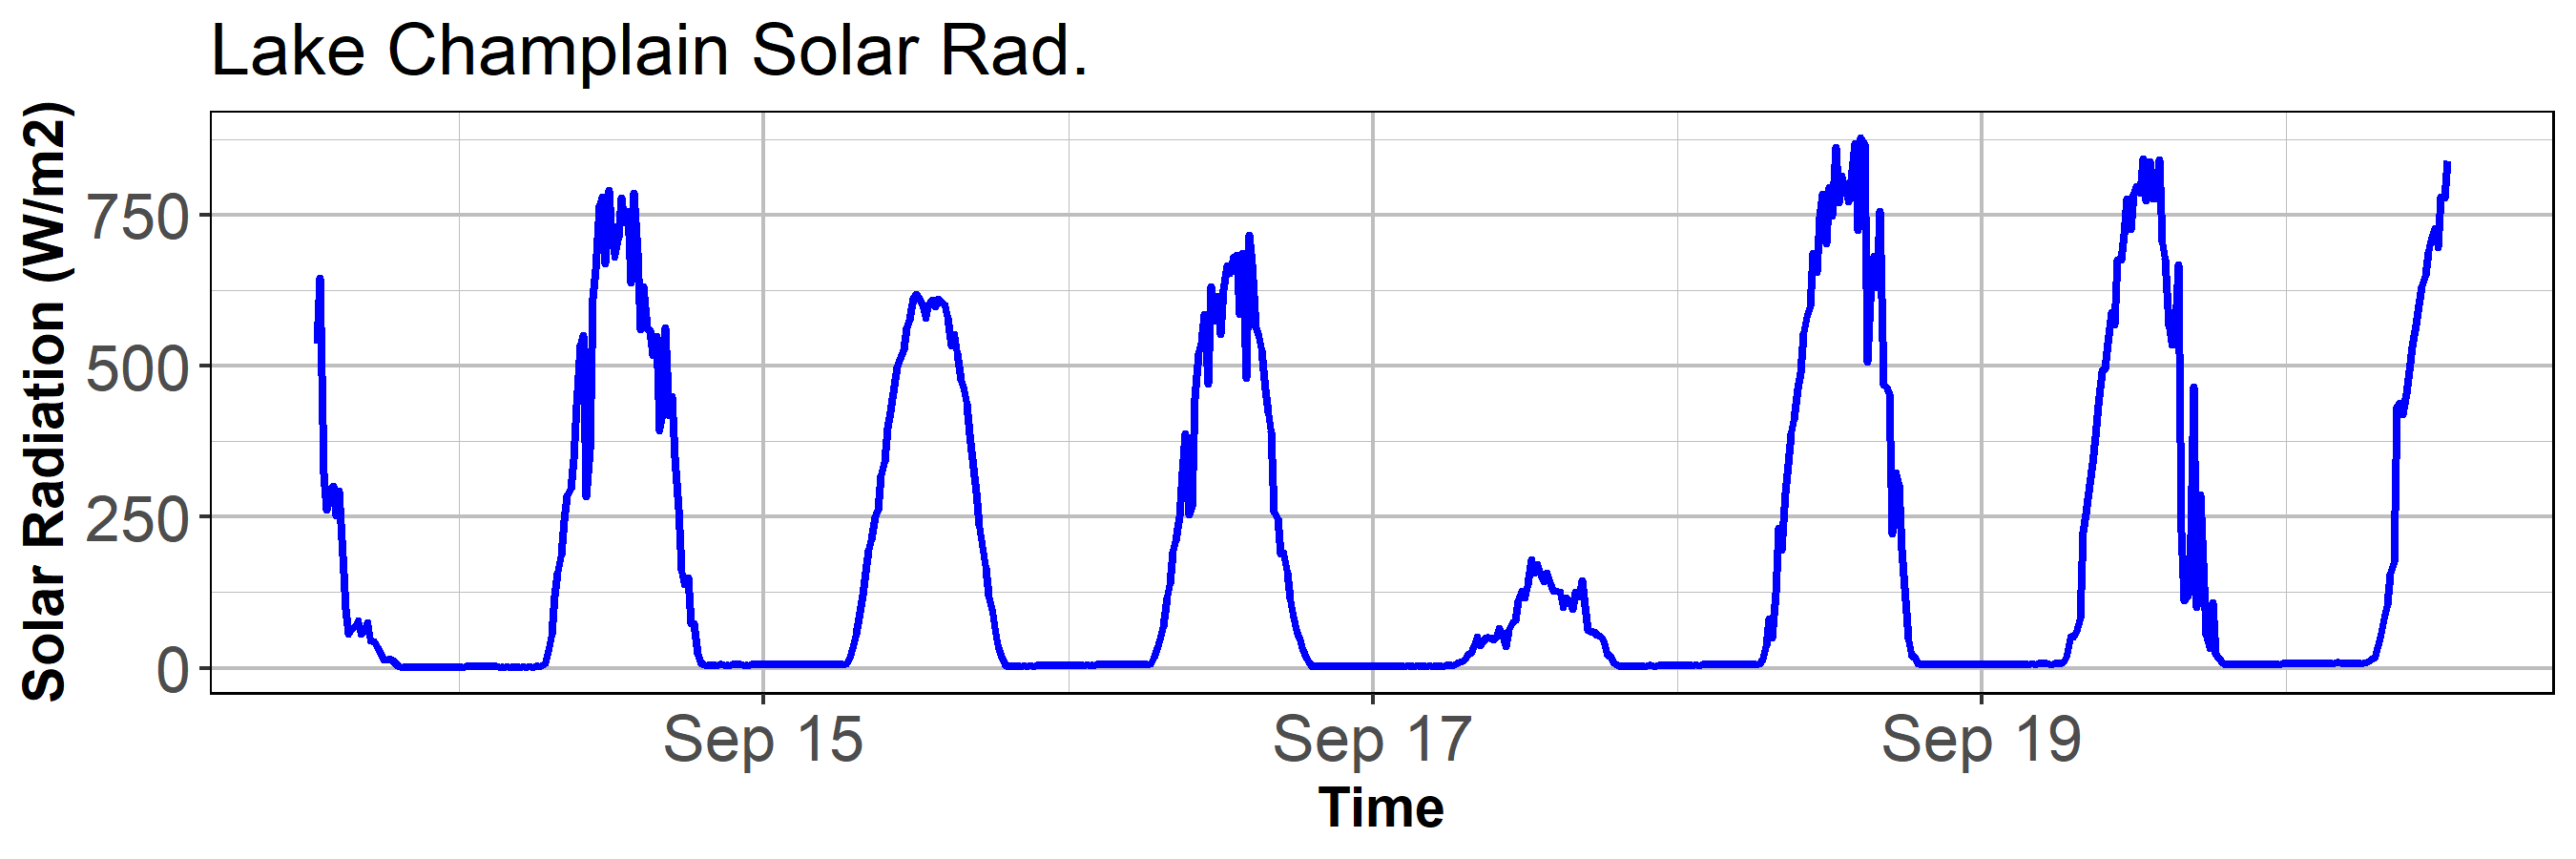 Lake Champlain Solar Rad.
Solar Radiation (W/m2)
750
500
250
0
Sep 15
Sep 17
Sep 19
Time